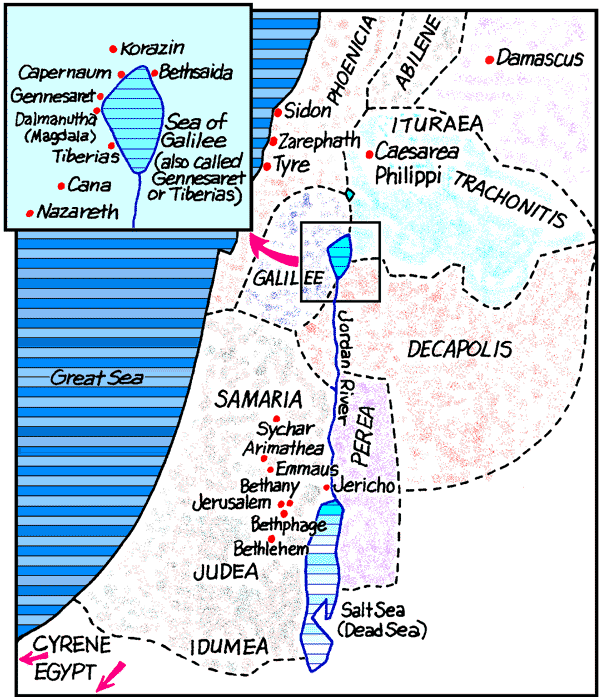 Korazin
Capernaum
Bethsaida
Gennesaret
Dalmanutha
(Magdala)
Tiberias
Sea of
Galilee
(also called
Gennesaret
or Tiberias)
Cana
Nazareth
PHOENICIA
ABILENE
Damascus
Sidon
Zarephath
Tyre
ITURAEA
Caesarea
Philippi
TRACHONITIS
GALILEE
Jordan River
DECAPOLIS
Great Sea
SAMARIA
Sychar
Arimathea
Emmaus
Bethany
Jericho
Jerusalem
Bethphage
Bethlehem
PEREA
JUDEA
Salt Sea
(Dead Sea)
IDUMEA
CYRENE
EGYPT